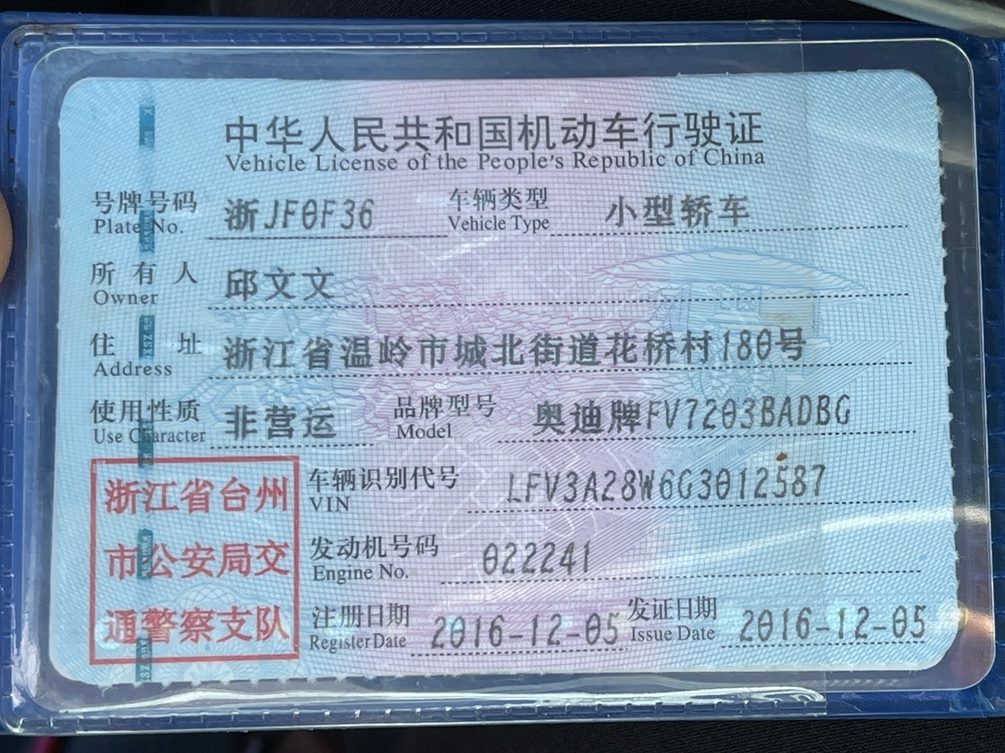 中华人民共和国机动车行驶证
Vehicle License of the People's Republic of China
号牌号码 浙JF0F36 车辆类型 小型轿车
Plate No. Vehicle Type
所有人 邱文文
Owner
住址 浙江省温岭市城北街道花桥村180号
Address
使用性质 非营运 品牌型号 奥迪牌FV7203BADBG
Use Character Model
车辆识别代号 LFV3A28W6G3012587
VIN
发动机号码 022241
Engine No.
注册日期 2016-12-05 发证日期 2016-12-05
Register Date Issue Date
浙江省台州
市公安局交
通警察支队